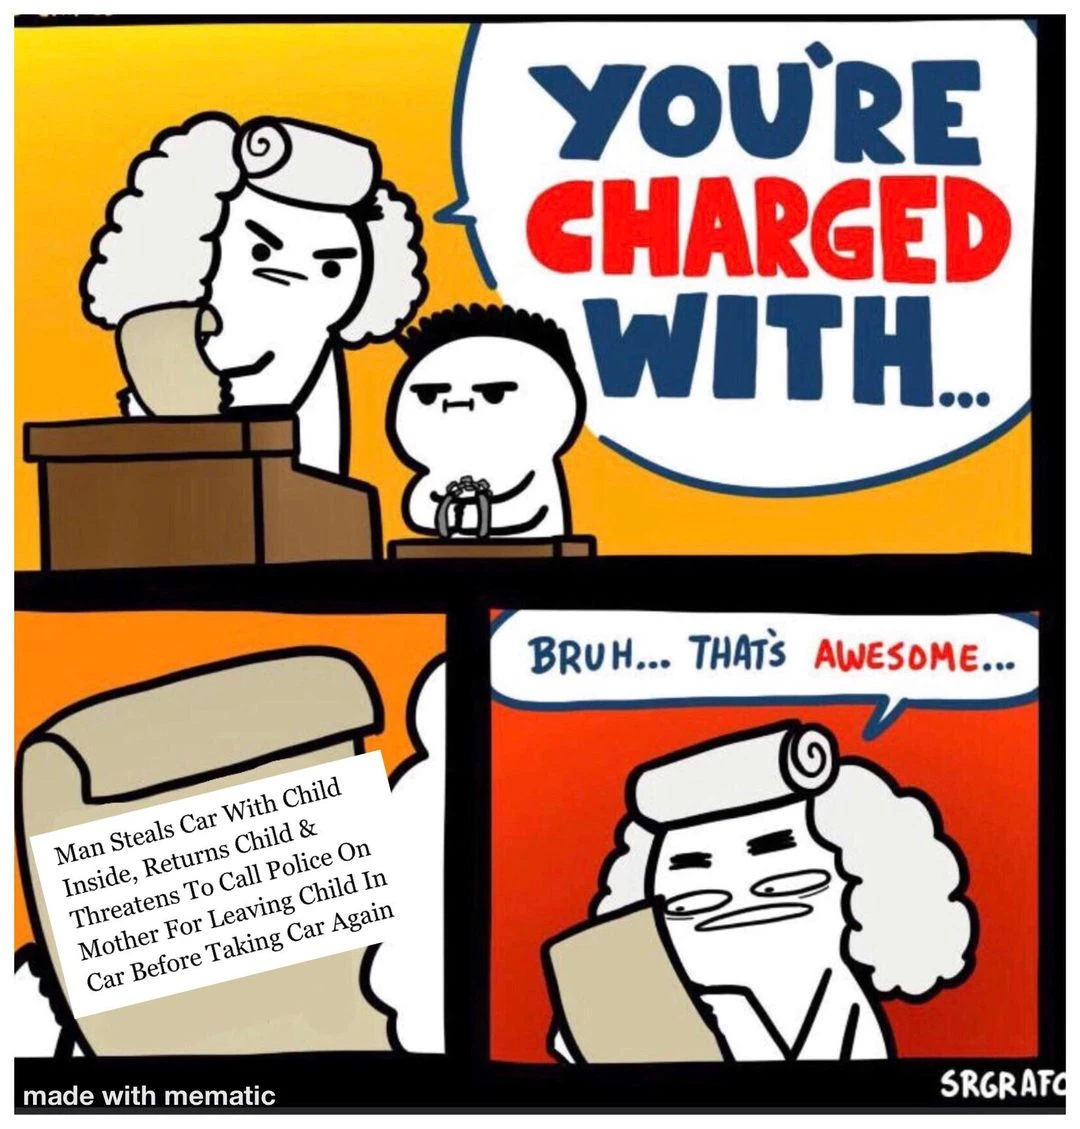 YOU'RE
CHARGED
WITH...
Man Steals Car With Child
Inside, Returns Child &
Threatens To Call Police On
Mother For Leaving Child In
Car Before Taking Car Again
BRUH... THAT'S AWESOME...
made with mematic
SRGRAFO